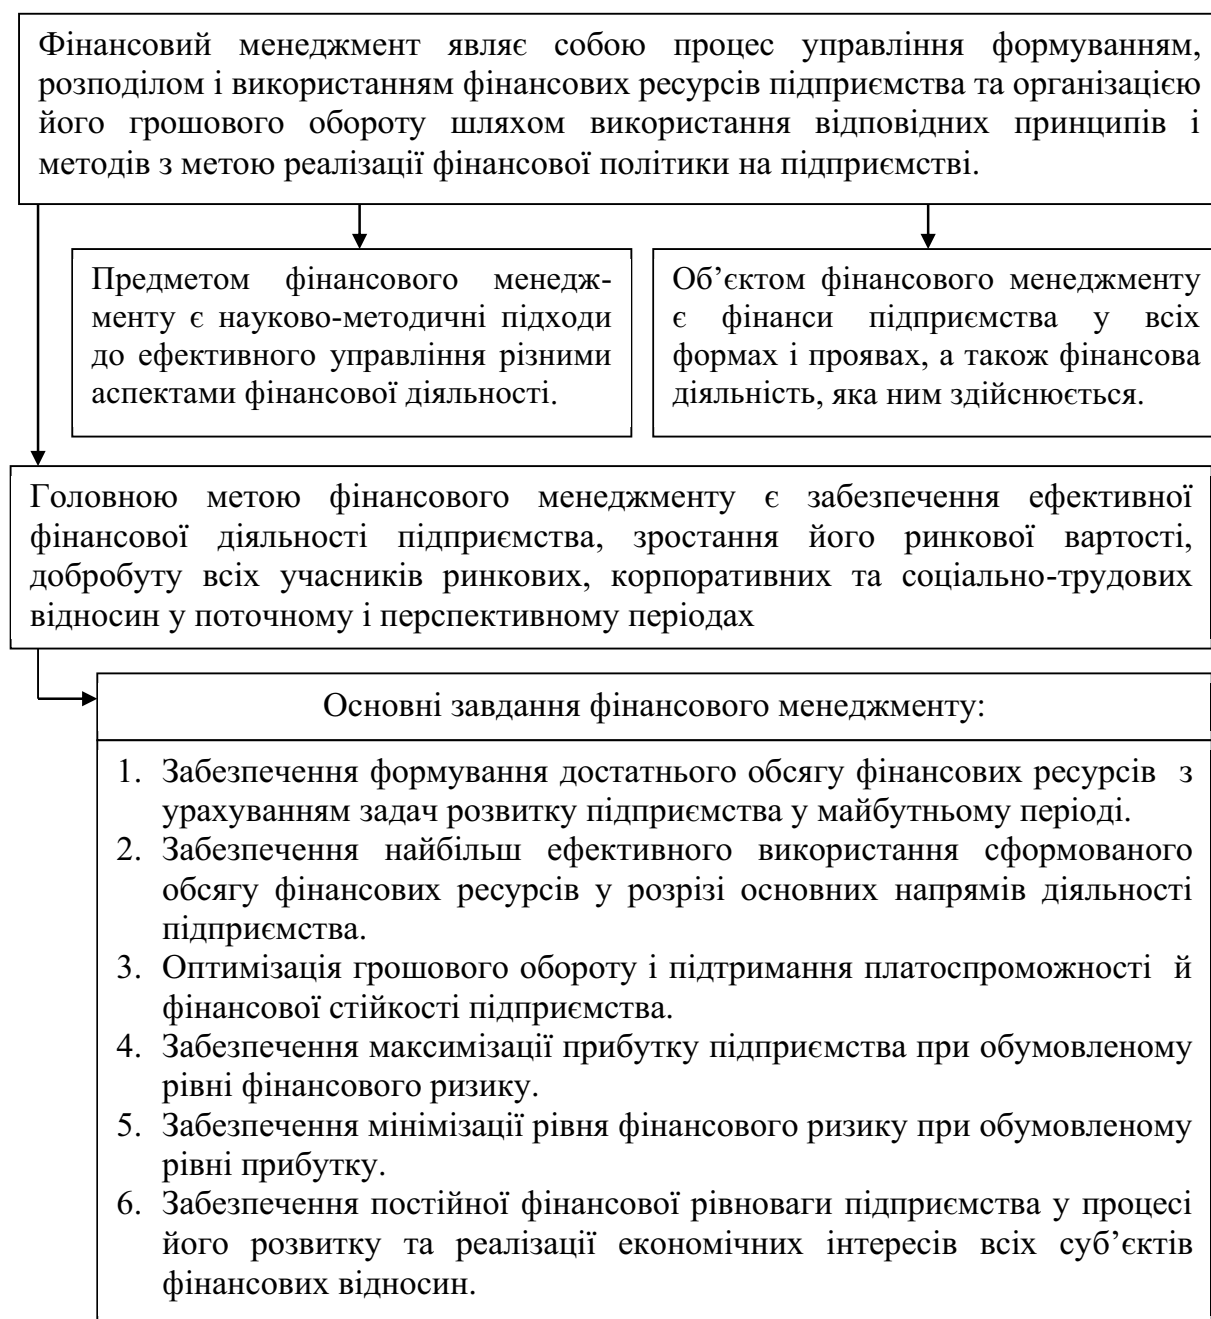 Фінансовий менеджмент являє собою процес управління формуванням,
розподілом і використанням фінансових ресурсів підприємства та організацією
його грошового обороту шляхом використання відповідних принципів і
методів з метою реалізації фінансової політики на підприємстві.
Предметом фінансового менедж-
менту є науково-методичні підходи
до ефективного управління різними
аспектами фінансової діяльності.
Об’єктом фінансового менеджменту
є фінанси підприємства у всіх
формах і проявах, а також фінансова
діяльність, яка ним здійснюється.
Головною метою фінансового менеджменту є забезпечення ефективної
фінансової діяльності підприємства, зростання його ринкової вартості,
добробуту всіх учасників ринкових, корпоративних та соціально-трудових
відносин у поточному і перспективному періодах
Основні завдання фінансового менеджменту:
1. Забезпечення формування достатнього обсягу фінансових ресурсів з
урахуванням задач розвитку підприємства у майбутньому періоді.
2. Забезпечення найбільш ефективного використання сформованого
обсягу фінансових ресурсів у розрізі основних напрямів діяльності
підприємства.
3. Оптимізація грошового обороту і підтримання платоспроможності й
фінансової стійкості підприємства.
4. Забезпечення максимізації прибутку підприємства при обумовленому
рівні фінансового ризику.
5. Забезпечення мінімізації рівня фінансового ризику при обумовленому
рівні прибутку.
6. Забезпечення постійної фінансової рівноваги підприємства у процесі
його розвитку та реалізації економічних інтересів всіх суб’єктів
фінансових відносин.